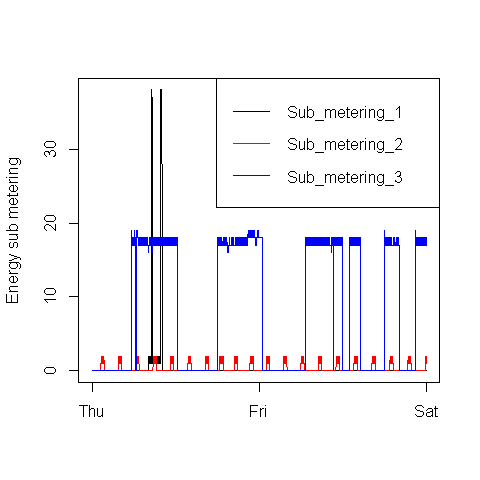 Sub_metering_1
Sub_metering_2
Sub_metering_3
Energy sub metering
30
20
10
0
Thu Fri Sat